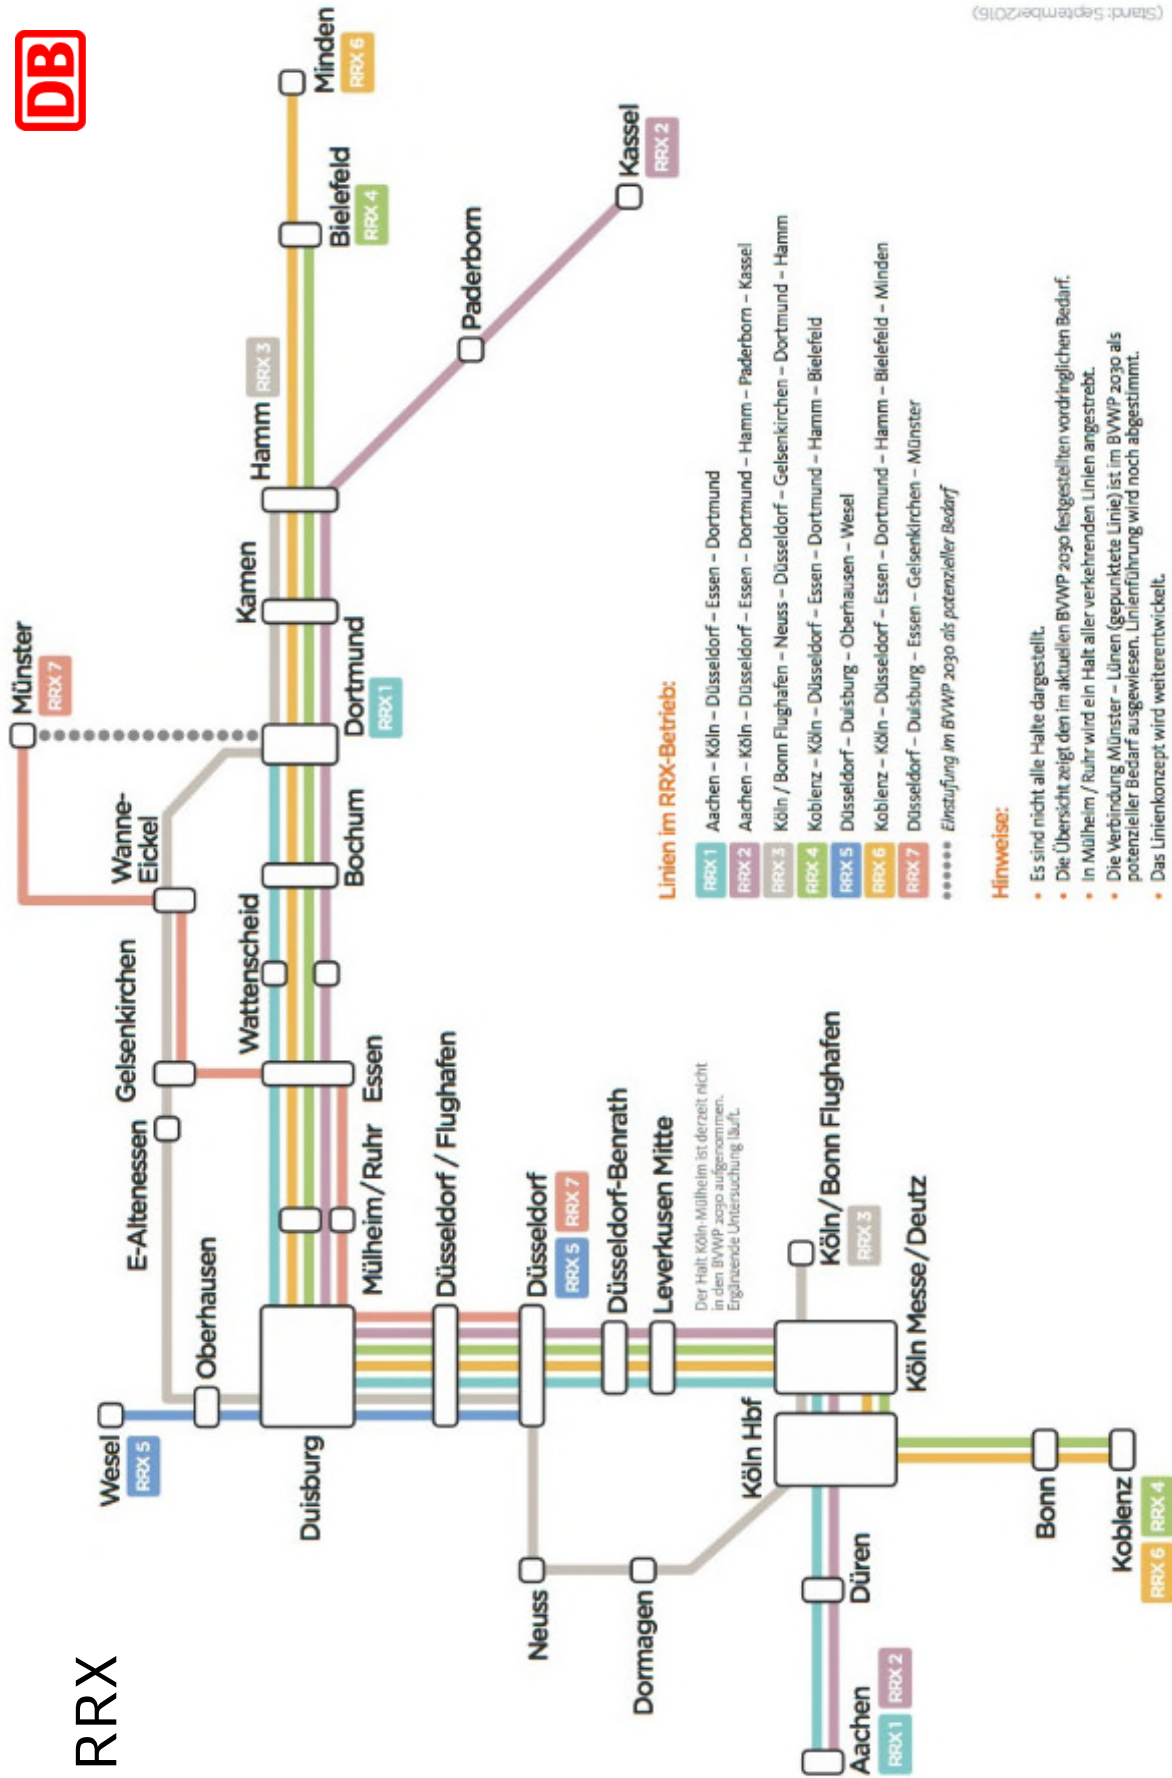 RRX
DB
(Stand: September2016)
Münster
RRX 7
Minden
RRX 6
Bielefeld
RRX 4
Kassel
RRX 2
Paderborn
Hamm
RRX 3
Kamen
Dortmund
RRX 1
Wanne-
Eickel
Bochum
Gelsenkirchen
Wattenscheid
Essen
E-Altenessen
Mülheim/Ruhr
Wesel
RRX 5
Oberhausen
Duisburg
Düsseldorf / Flughafen
Düsseldorf
RRX 5 RRX 7
Düsseldorf-Benrath
Leverkusen Mitte
Der Halt Köln-Mülheim ist derzeit nicht
in den BVWP 2030 aufgenommen.
Ergänzende Untersuchung läuft.
Köln/Bonn Flughafen
RRX 3
Köln Messe/Deutz
Köln Hbf
Neuss
Dormagen
Düren
Aachen
RRX 1 RRX 2
Bonn
Koblenz
RRX 6 RRX 4
Linien im RRX-Betrieb:
RRX 1 Aachen – Köln – Düsseldorf – Essen – Dortmund
RRX 2 Aachen – Köln – Düsseldorf – Essen – Dortmund – Hamm – Paderborn – Kassel
RRX 3 Köln / Bonn Flughafen – Neuss – Düsseldorf – Gelsenkirchen – Dortmund – Hamm
RRX 4 Koblenz – Köln – Düsseldorf – Essen – Dortmund – Hamm – Bielefeld
RRX 5 Düsseldorf – Duisburg – Oberhausen – Wesel
RRX 6 Koblenz – Köln – Düsseldorf – Essen – Dortmund – Hamm – Bielefeld – Minden
RRX 7 Düsseldorf – Duisburg – Essen – Gelsenkirchen – Münster
Einstufung im BVWP 2030 als potenzieller Bedarf
Hinweise:
• Es sind nicht alle Halte dargestellt.
• Die Übersicht zeigt den im aktuellen BVWP 2030 festgestellten vordringlichen Bedarf.
• In Mülheim / Ruhr wird ein Halt aller verkehrenden Linien angestrebt.
• Die Verbindung Münster – Lünen (gepunktete Linie) ist im BVWP 2030 als
potenzieller Bedarf ausgewiesen. Linienführung wird noch abgestimmt.
• Das Linienkonzept wird weiterentwickelt.